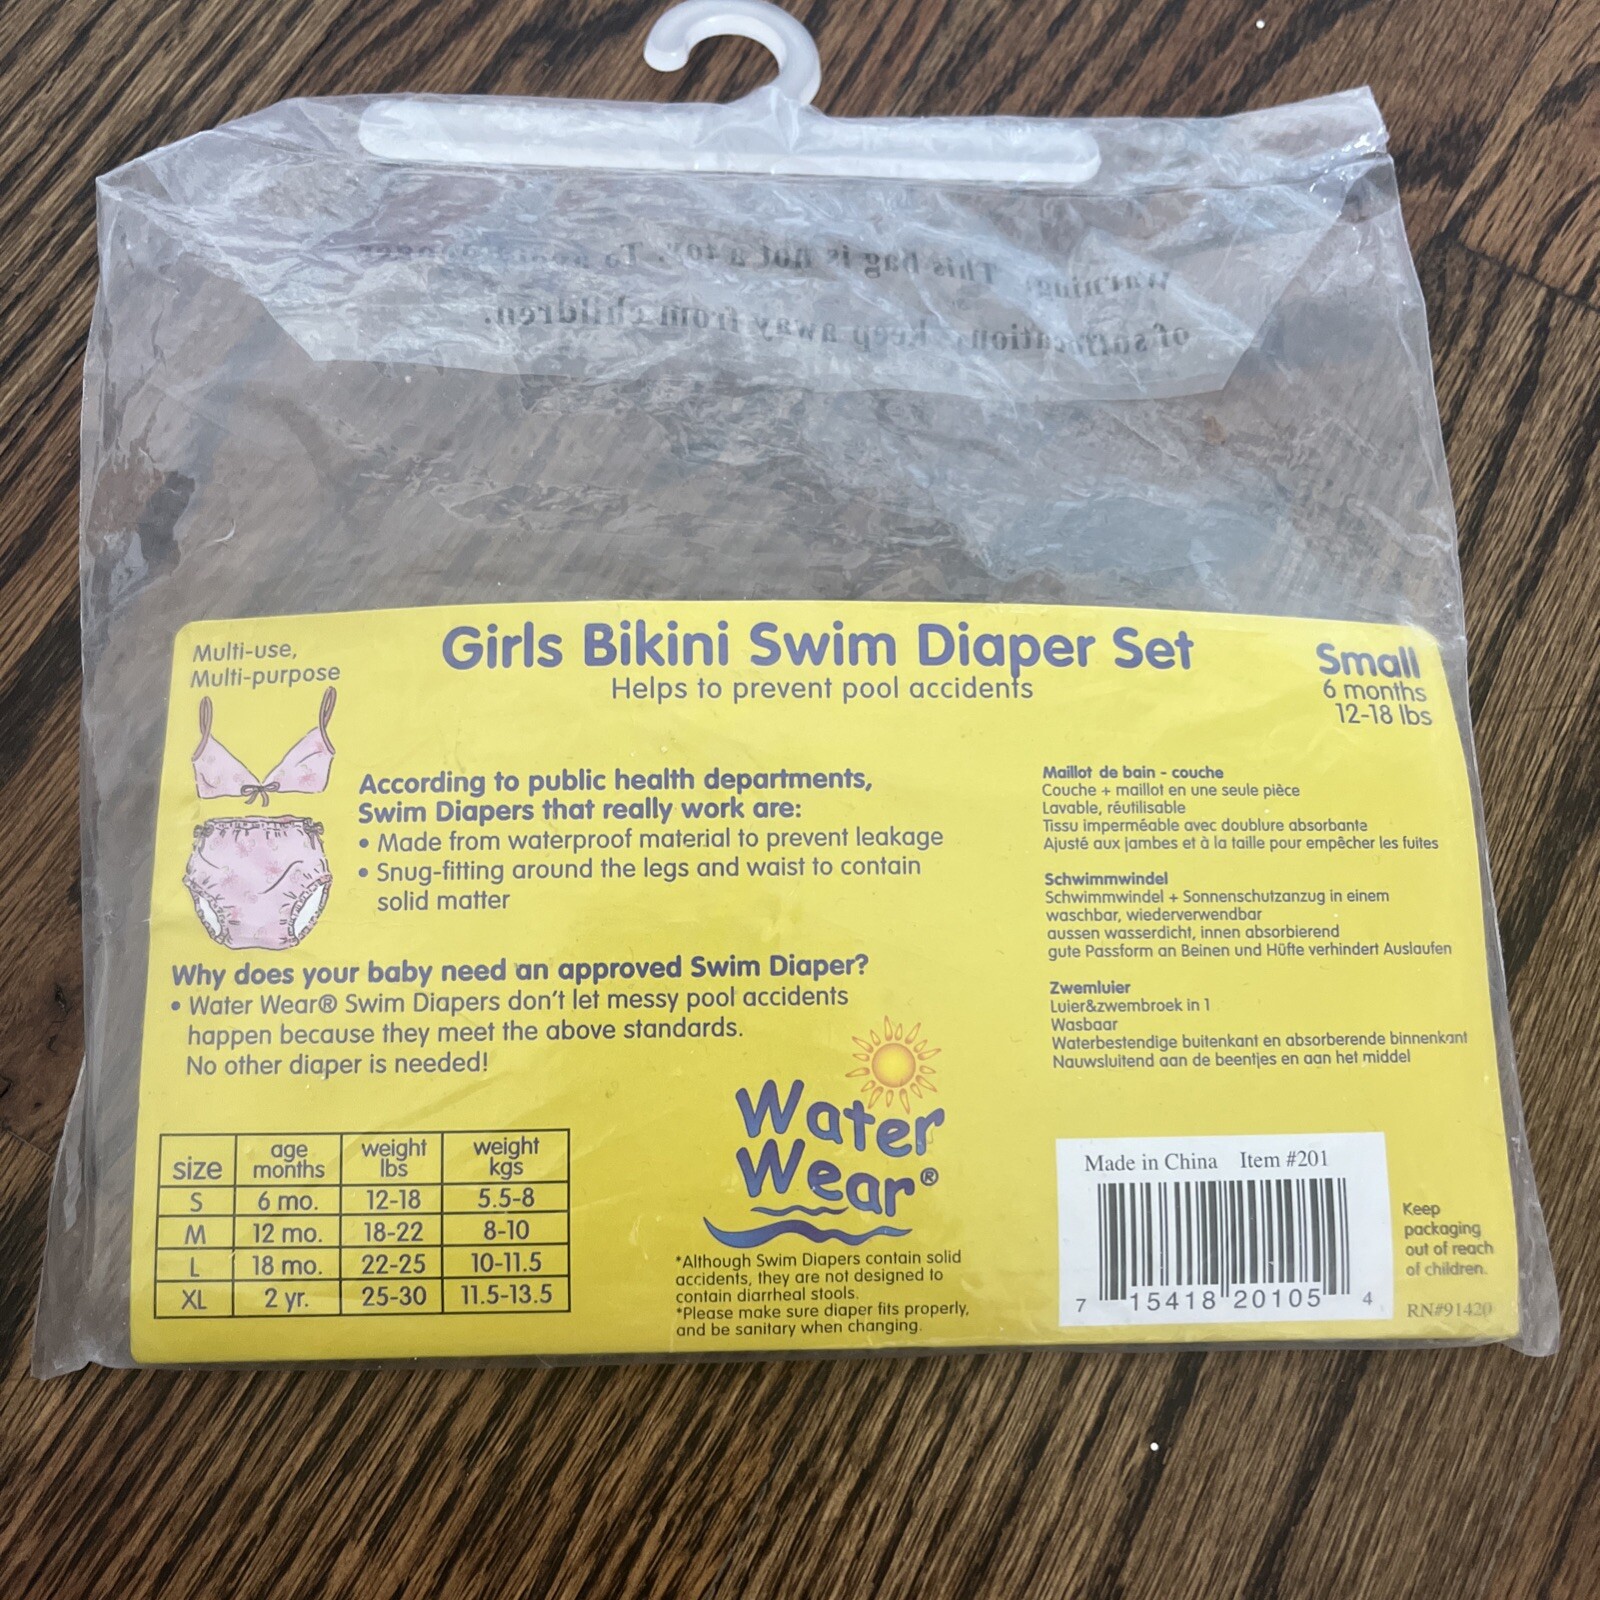 Warning: This bag is not a toy. To avoid danger
of suffocation, keep away from children.
Multi-use,
Multi-purpose
Girls Bikini Swim Diaper Set
Helps to prevent pool accidents
Small
6 months
12-18 lbs
According to public health departments,
Swim Diapers that really work are:
• Made from waterproof material to prevent leakage
• Snug-fitting around the legs and waist to contain
solid matter
Why does your baby need an approved Swim Diaper?
• Water Wear® Swim Diapers don't let messy pool accidents
happen because they meet the above standards.
No other diaper is needed!
size age months weight lbs weight kgs
S 6 mo. 12-18 5.5-8
M 12 mo. 18-22 8-10
L 18 mo. 22-25 10-11.5
XL 2 yr. 25-30 11.5-13.5
Water
Wear®
*Although Swim Diapers contain solid
accidents, they are not designed to
contain diarrheal stools.
*Please make sure diaper fits properly,
and be sanitary when changing.
Maillot de bain - couche
Couche + maillot en une seule pièce
Lavable, réutilisable
Tissu imperméable avec doublure absorbante
Ajusté aux jambes et à la taille pour empêcher les fuites
Schwimmwindel
Schwimmwindel + Sonnenschutzanzug in einem
waschbar, wiederverwendbar
aussen wasserdicht, innen absorbierend
gute Passform an Beinen und Hüfte verhindert Auslaufen
Zwemluier
Luier&zwembroek in 1
Wasbaar
Waterbestendige buitenkant en absorberende binnenkant
Nauwsluitend aan de beentjes en aan het middel
Made in China Item #201
7 15418 20105 4
Keep
packaging
out of reach
of children.
RN#91420